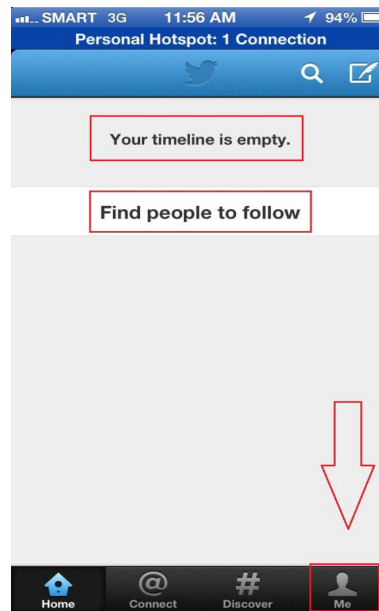 SMART 3G 11:56 AM 94%
Personal Hotspot: 1 Connection
Your timeline is empty.
Find people to follow
Home Connect Discover Me